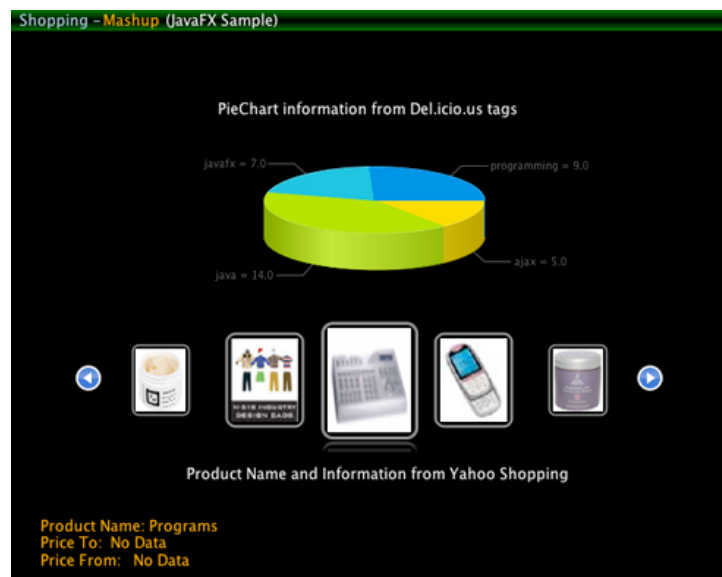 Shopping - Mashup (JavaFX Sample)
PieChart information from Del.icio.us tags
javafx = 7.0
programming = 9.0
ajax = 5.0
java = 14.0
DESIGN CADS
Product Name and Information from Yahoo Shopping
Product Name: Programs
Price To: No Data
Price From: No Data